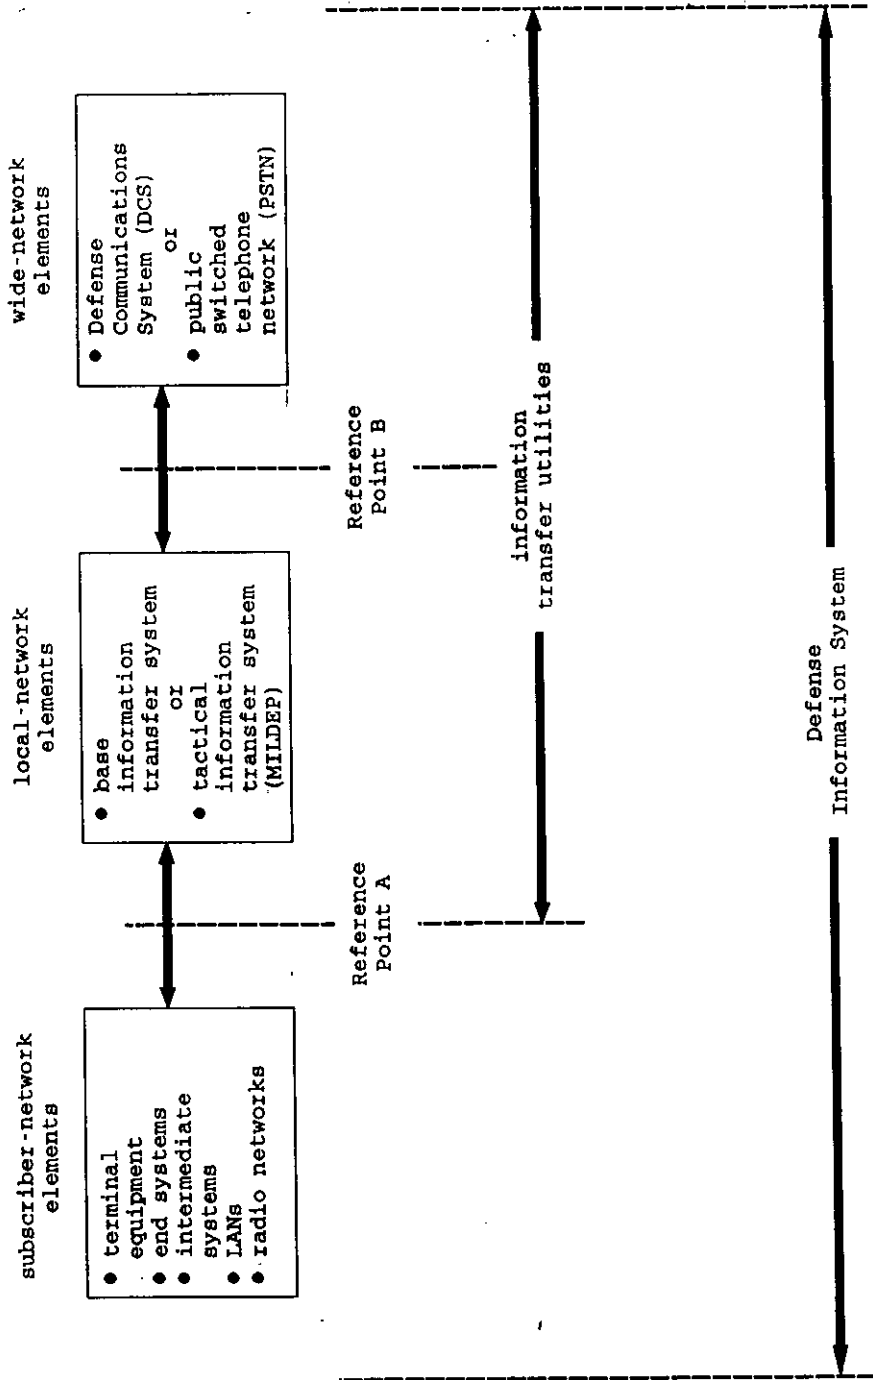 subscriber-network
elements
local-network
elements
wide-network
elements
● terminal
equipment
● end systems
● intermediate
systems
● LANs
● radio networks
● base
information
transfer system
or
● tactical
information
transfer system
(MILDEP)
● Defense
Communications
System (DCS)
or
● public
switched
telephone
network (PSTN)
Reference
Point A
Reference
Point B
information
transfer utilities
Defense
Information System